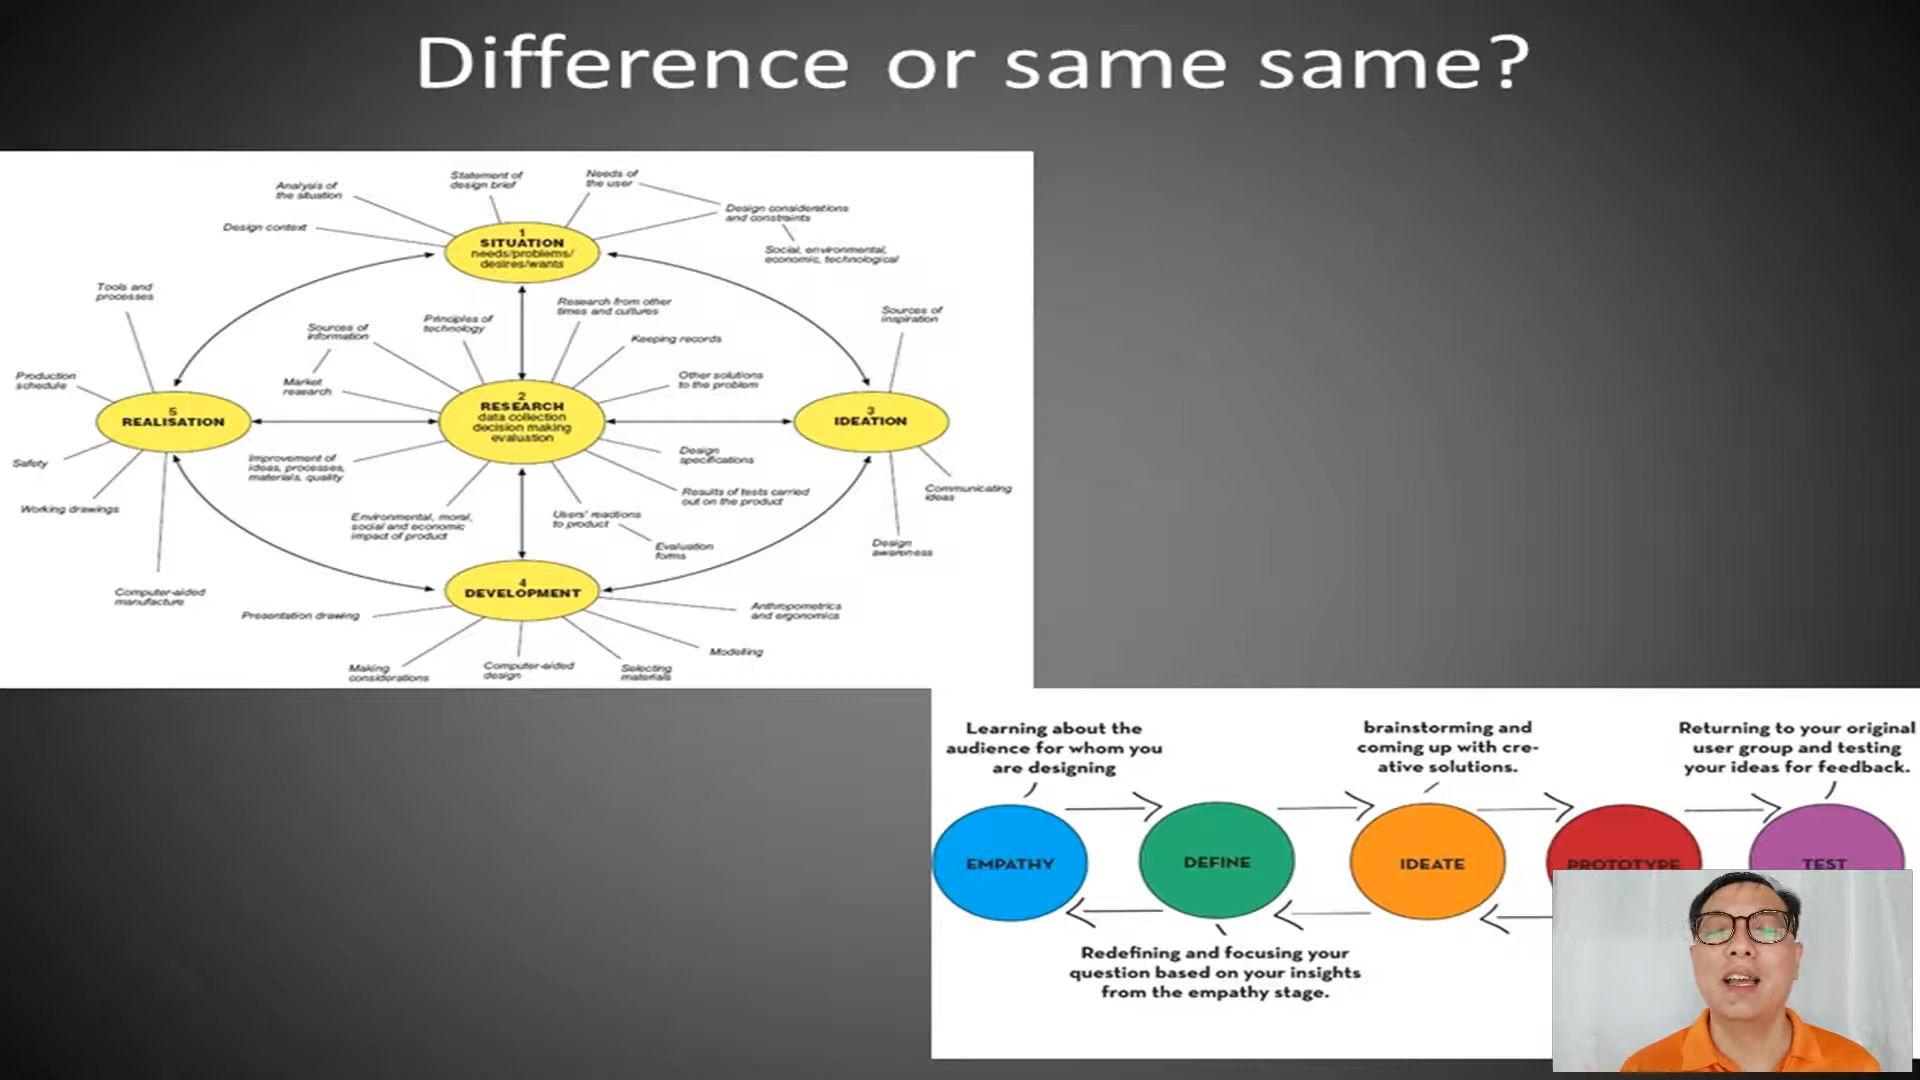 Difference or same same?
Analysis of
the situation
Statement of
design brief
Needs of
the user
Design considerations
and constraints
Design context
Social, environmental,
economic, technological
1
SITUATION
needs/problems/
desires/wants
Tools and
processes
Sources of
information
Principles of
technology
Research from other
times and cultures
Keeping records
Sources of
inspiration
Production
schedule
Market
research
Other solutions
to the problem
5
REALISATION
2
RESEARCH
data collection
decision making
evaluation
3
IDEATION
Safety
Improvement of
ideas, processes,
materials, quality
Design
specifications
Working drawings
Environmental, moral,
social and economic
impact of product
Users' reactions
to product
Results of tests carried
out on the product
Communicating
ideas
Evaluation
forms
Design
awareness
Computer-aided
manufacture
4
DEVELOPMENT
Presentation drawing
Anthropometrics
and ergonomics
Making
considerations
Computer-aided
design
Selecting
materials
Modelling
Learning about the
audience for whom you
are designing
brainstorming and
coming up with cre-
ative solutions.
Returning to your original
user group and testing
your ideas for feedback.
EMPATHY
DEFINE
IDEATE
PROTOTYPE
TEST
Redefining and focusing your
question based on your insights
from the empathy stage.